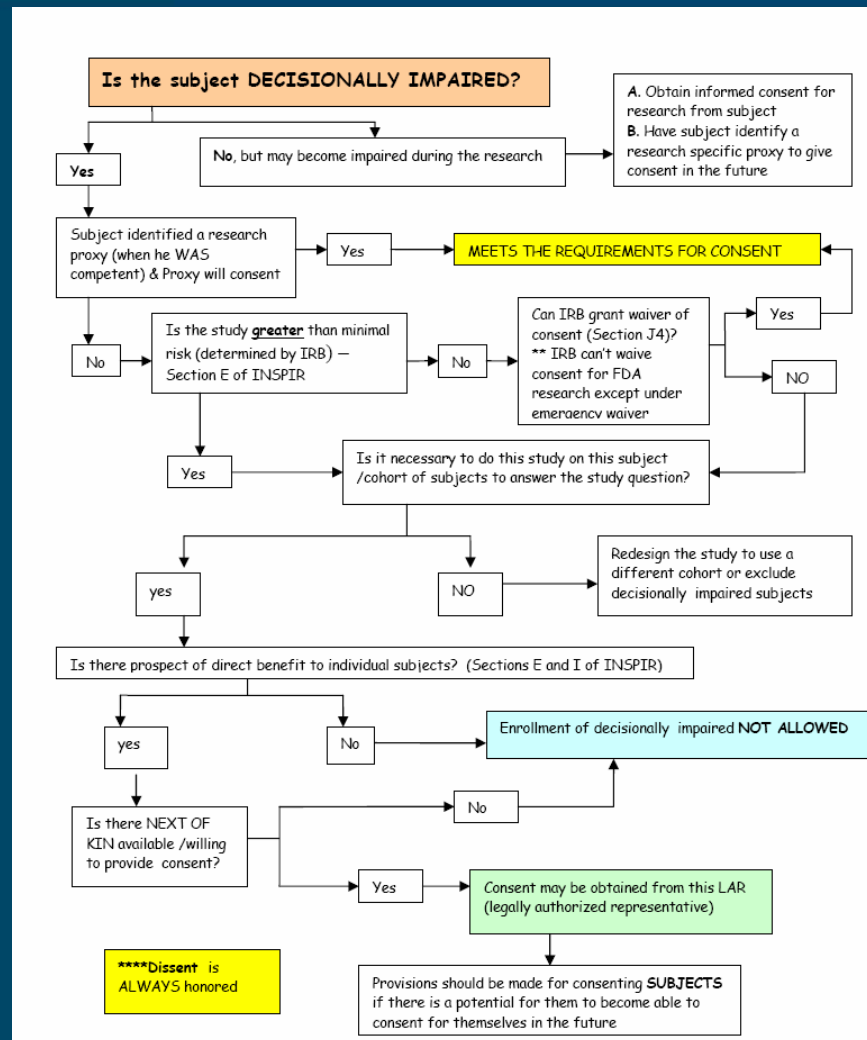 Is the subject DECISIONALLY IMPAIRED?
A. Obtain informed consent for
research from subject
B. Have subject identify a
research specific proxy to give
consent in the future
No, but may become impaired during the research
Yes
Subject identified a research
proxy (when he WAS
competent) & Proxy will consent
Yes
MEETS THE REQUIREMENTS FOR CONSENT
No
Is the study greater than minimal
risk (determined by IRB) –
Section E of INSPIR
No
Can IRB grant waiver of
consent (Section J4)?
** IRB can't waive
consent for FDA
research except under
emergency waiver
Yes
NO
Yes
Is it necessary to do this study on this subject
/cohort of subjects to answer the study question?
yes
NO
Redesign the study to use a
different cohort or exclude
decisionally impaired subjects
Is there prospect of direct benefit to individual subjects? (Sections E and I of INSPIR)
yes
No
Enrollment of decisionally impaired NOT ALLOWED
Is there NEXT OF
KIN available /willing
to provide consent?
No
Yes
Consent may be obtained from this LAR
(legally authorized representative)
****Dissent is
ALWAYS honored
Provisions should be made for consenting SUBJECTS
if there is a potential for them to become able to
consent for themselves in the future